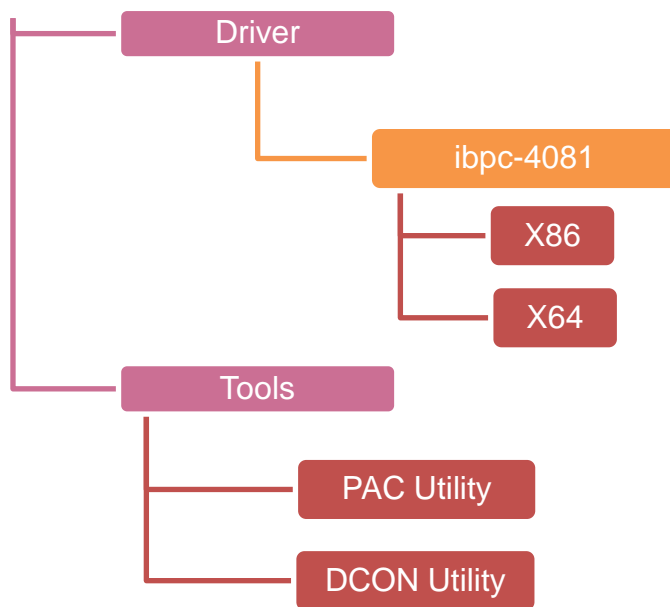 Driver
ibpc-4081
X86
X64
Tools
PAC Utility
DCON Utility